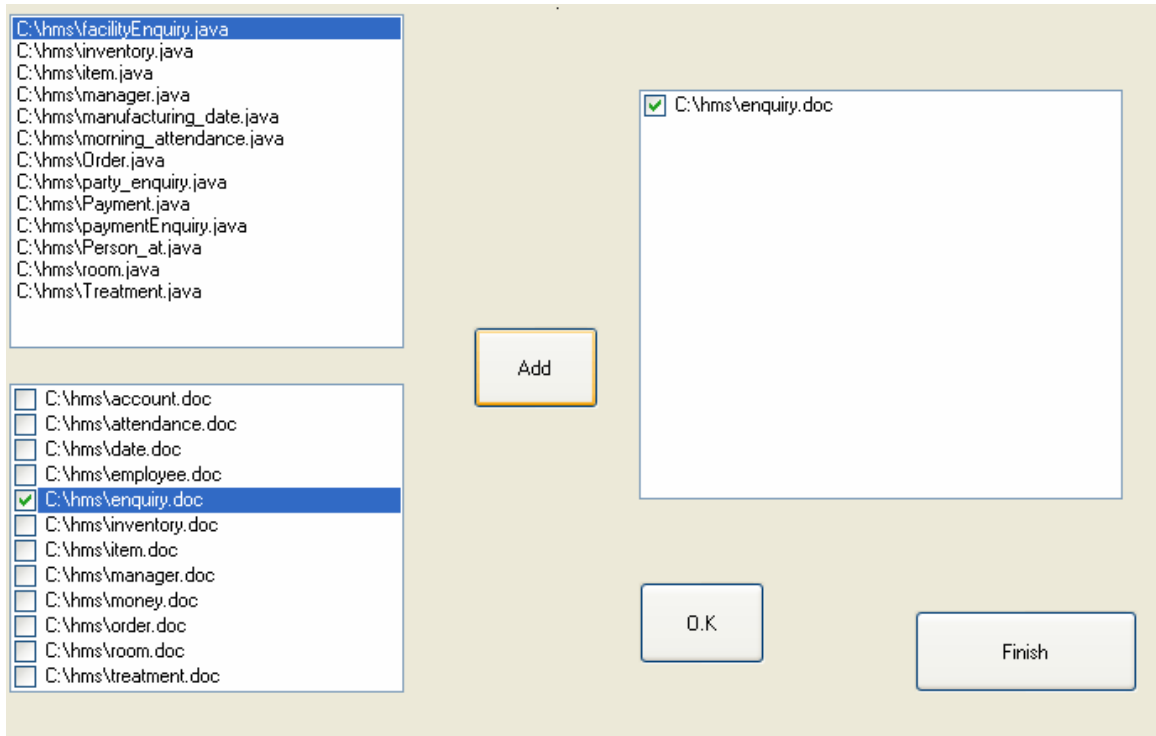 C:\hms\facilityEnquiry.java
C:\hms\inventory.java
C:\hms\item.java
C:\hms\manager.java
C:\hms\manufacturing_date.java
C:\hms\morning_attendance.java
C:\hms\Order.java
C:\hms\party_enquiry.java
C:\hms\Payment.java
C:\hms\paymentEnquiry.java
C:\hms\Person_at.java
C:\hms\room.java
C:\hms\Treatment.java
C:\hms\account.doc
C:\hms\attendance.doc
C:\hms\date.doc
C:\hms\employee.doc
C:\hms\enquiry.doc
C:\hms\inventory.doc
C:\hms\item.doc
C:\hms\manager.doc
C:\hms\money.doc
C:\hms\order.doc
C:\hms\room.doc
C:\hms\treatment.doc
Add
C:\hms\enquiry.doc
O.K
Finish